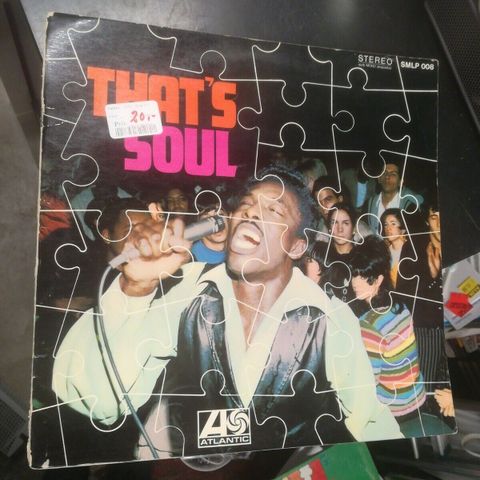 STEREO
SMLP 008
THAT'S
20,-
SOUL
ATLANTIC